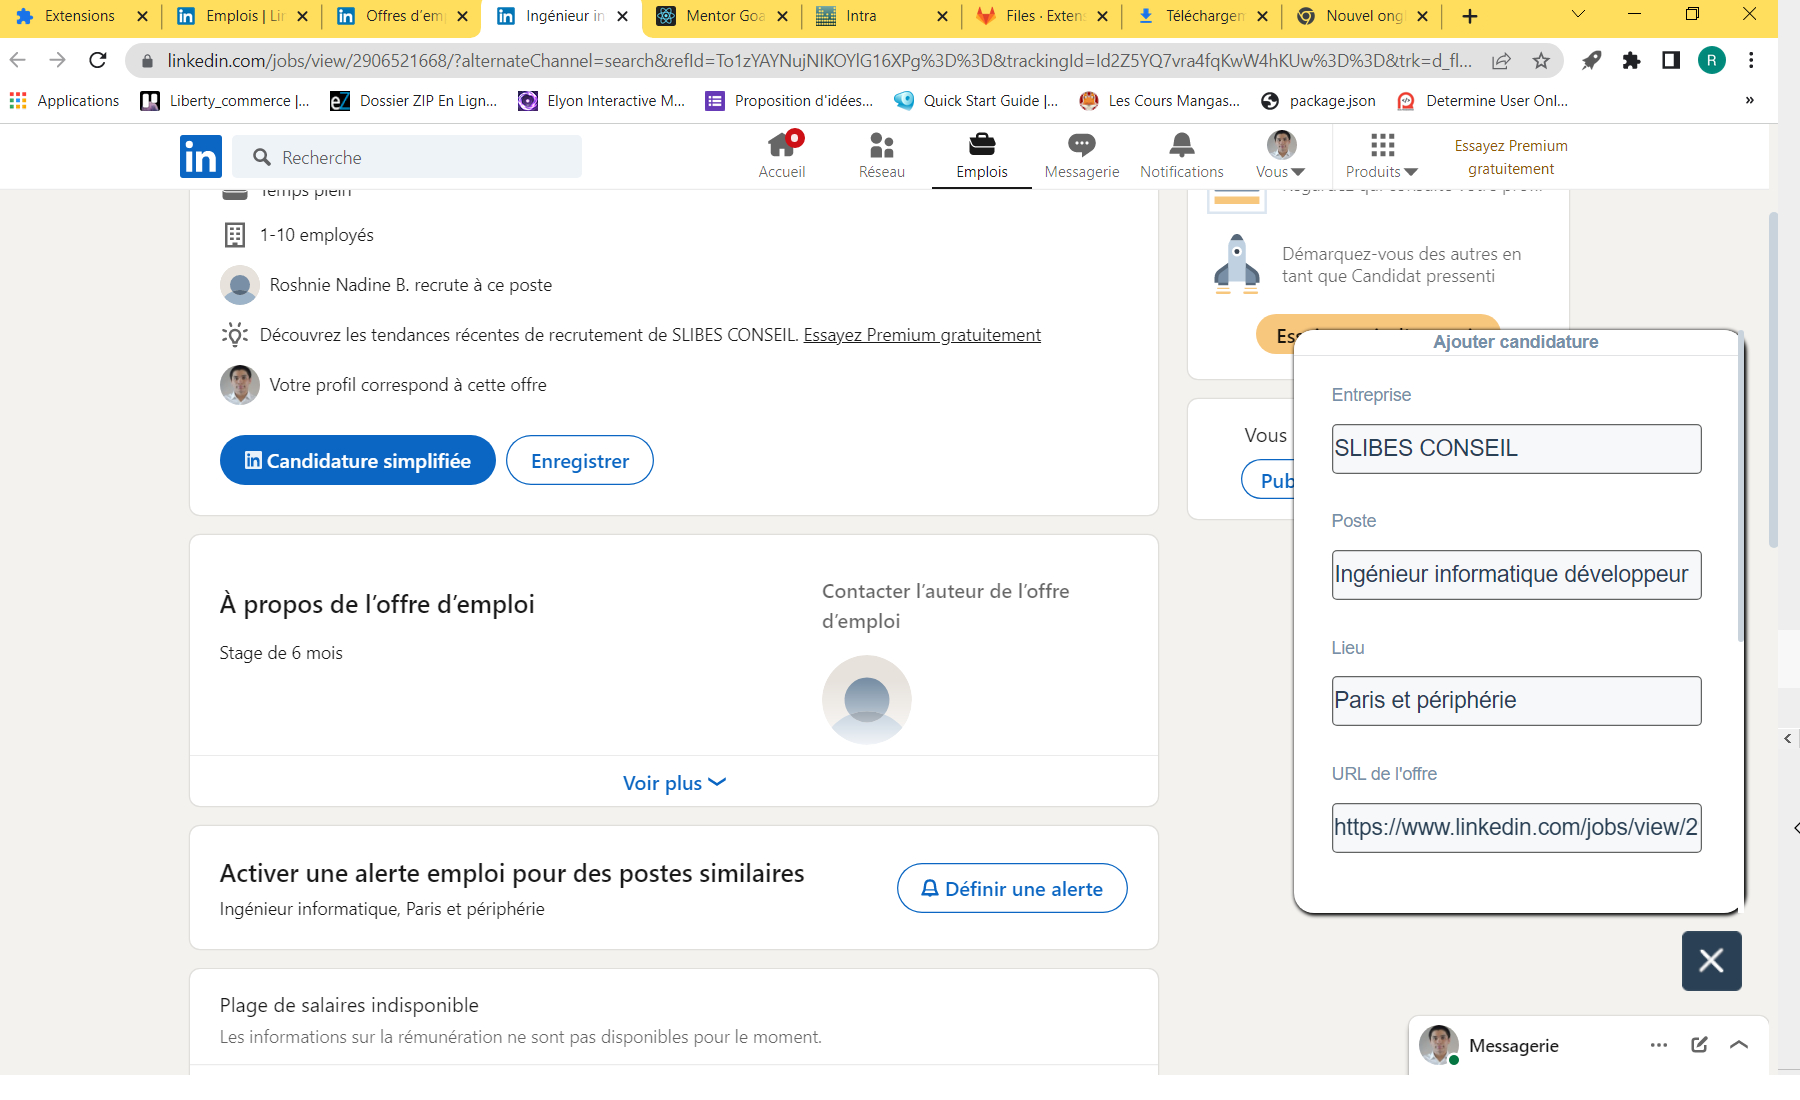 Extensions
Emplois | Lin
Offres d'em
Ingénieur in
Mentor Goa
Intra
Files · Exten
Télécharge
Nouvel ong
linkedin.com/jobs/view/2906521668/?alternateChannel=search&refId=To1zYAYNujNIKOYlG16XPg%3D%3D&trackingId=Id2Z5YQ7vra4fqKwW4hKUw%3D%3D&trk=d_fl...
R
Applications
Liberty_commerce |...
Dossier ZIP En Lign...
Elyon Interactive M...
Proposition d'idées...
Quick Start Guide |...
Les Cours Mangas...
package.json
Determine User Onl...
»
in
Recherche
Accueil
Réseau
Emplois
Messagerie
Notifications
Vous
Produits
Essayez Premium
gratuitement
Temps plein
1-10 employés
Roshnie Nadine B. recrute à ce poste
Découvrez les tendances récentes de recrutement de SLIBES CONSEIL. Essayez Premium gratuitement
Votre profil correspond à cette offre
in Candidature simplifiée
Enregistrer
À propos de l'offre d'emploi
Stage de 6 mois
Contacter l'auteur de l'offre
d'emploi
Voir plus
Activer une alerte emploi pour des postes similaires
Ingénieur informatique, Paris et périphérie
Définir une alerte
Plage de salaires indisponible
Les informations sur la rémunération ne sont pas disponibles pour le moment.
Démarquez-vous des autres en
tant que Candidat pressenti
Vous
Pub
Ajouter candidature
Entreprise
SLIBES CONSEIL
Poste
Ingénieur informatique développeur
Lieu
Paris et périphérie
URL de l'offre
https://www.linkedin.com/jobs/view/2
Messagerie